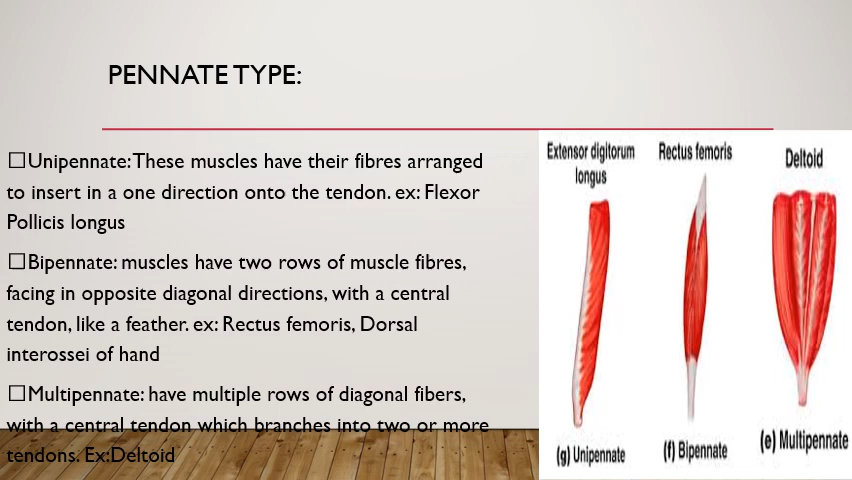 PENNATE TYPE:
☐Unipennate: These muscles have their fibres arranged
to insert in a one direction onto the tendon. ex: Flexor
Pollicis longus
☐Bipennate: muscles have two rows of muscle fibres,
facing in opposite diagonal directions, with a central
tendon, like a feather. ex: Rectus femoris, Dorsal
interossei of hand
☐Multipennate: have multiple rows of diagonal fibers,
with a central tendon which branches into two or more
tendons. Ex:Deltoid
Extensor digitorum
longus
Rectus femoris
Deltoid
(g) Unipennate
(f) Bipennate
(e) Multipennate